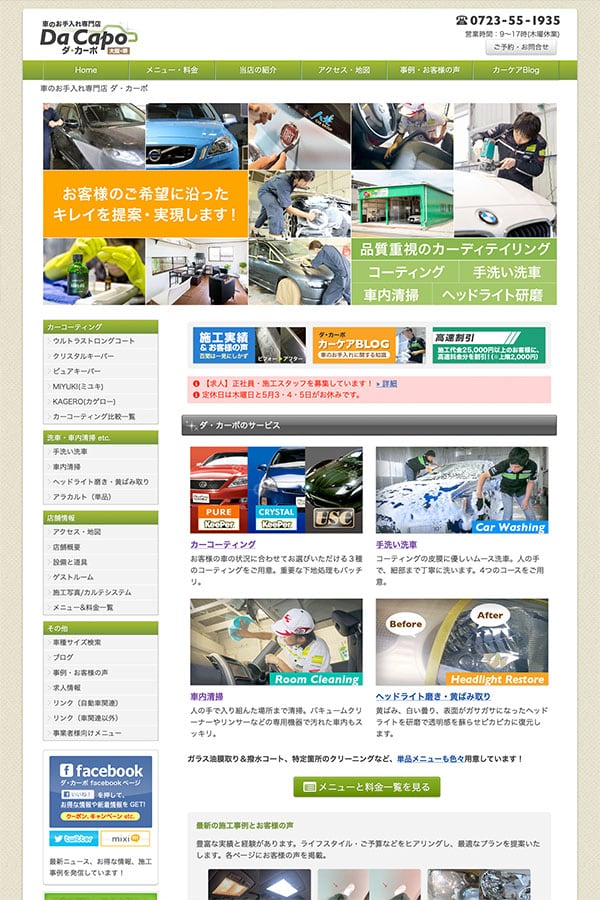 車のお手入れ専門店
Da Capo
ダ・カーポ 大阪・堺
0723-55-1935
営業時間：9〜17時(木曜休業)
ご予約・お問合せ
Home
メニュー・料金
当店の紹介
アクセス・地図
事例・お客様の声
カーケアBlog
車のお手入れ専門店 ダ・カーポ
お客様のご希望に沿った
キレイを提案・実現します！
品質重視のカーディテイリング
コーティング
手洗い洗車
車内清掃
ヘッドライト研磨
カーコーティング
ウルトラストロングコート
クリスタルキーパー
ピュアキーパー
MIYUKI(ミユキ)
KAGERO(カゲロー)
カーコーティング比較一覧
洗車・車内清掃 etc.
手洗い洗車
車内清掃
ヘッドライト磨き・黄ばみ取り
アラカルト（単品）
店舗情報
アクセス・地図
店舗概要
設備と道具
ゲストルーム
施工写真/カルテシステム
メニュー&料金一覧
その他
車種サイズ検索
ブログ
事例・お客様の声
求人情報
リンク（自動車関連）
リンク（車関連以外）
事業者様向けメニュー
facebook
ダ・カーポ facebookページ
いいね！ を押して、
お得な情報や新着情報を GET!
クーポン、キャンペーン etc.
twitter
mixi
最新ニュース、お得な情報、施工
事例を発信しています！
施工実績
&お客様の声
百聞は一見にしかず
ビフォー アフター
ダ・カーポ
カーケアBLOG
車のお手入れに関する知識
高速割引
施工代金25,000円以上のお客様に、
高速料金分を割引！(※上限2,000円)
【求人】正社員・施工スタッフを募集しています！ » 詳細
定休日は木曜日と5月3・4・5日がお休みです。
ダ・カーポのサービス
PURE
KeePer
CRYSTAL
KeePer
USC
Car Washing
カーコーティング
お客様の車の状況に合わせてお選びいただける３種
のコーティングをご用意。重要な下地処理もバッチ
リ。
手洗い洗車
コーティングの皮膜に優しいムース洗車。人の手
で、細部まで丁寧に洗います。4つのコースをご用
意。
Room Cleaning
Before
After
Headlight Restore
車内清掃
人の手で入り組んだ場所まで清掃。バキュームクリ
ーナーやリンサーなどの専用機器で汚れた車内もス
ッキリ。
ヘッドライト磨き・黄ばみ取り
黄ばみ、白い曇り、表面がガサガサになったヘッド
ライトを研磨で透明感を蘇らせピカピカに復元しま
す。
ガラス油膜取り＆撥水コート、特定箇所のクリーニングなど、単品メニューも色々用意しています！
メニューと料金一覧を見る
最新の施工事例とお客様の声
豊富な実績と経験があります。ライフスタイル・ご予算などをヒアリングし、最適なプランを提案いた
します。各ページにお客様の声を掲載。